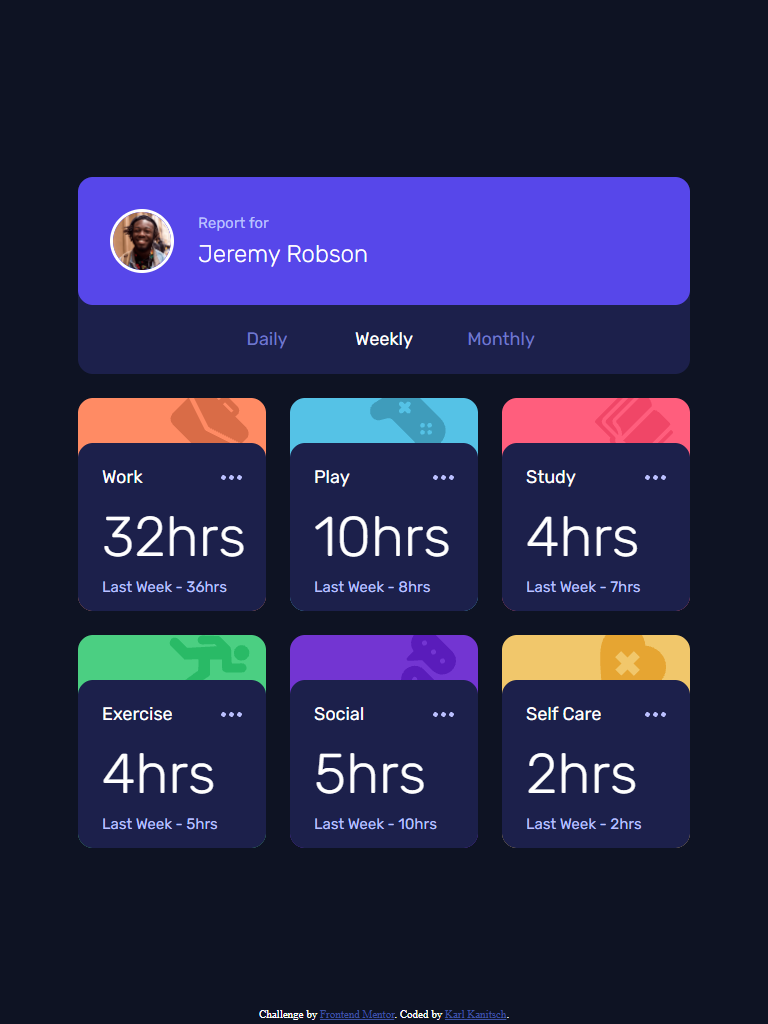 Report for
Jeremy Robson
Daily Weekly Monthly
Work
32hrs
Last Week - 36hrs
Play
10hrs
Last Week - 8hrs
Study
4hrs
Last Week - 7hrs
Exercise
4hrs
Last Week - 5hrs
Social
5hrs
Last Week - 10hrs
Self Care
2hrs
Last Week - 2hrs
Challenge by Frontend Mentor. Coded by Karl Kanitsch.